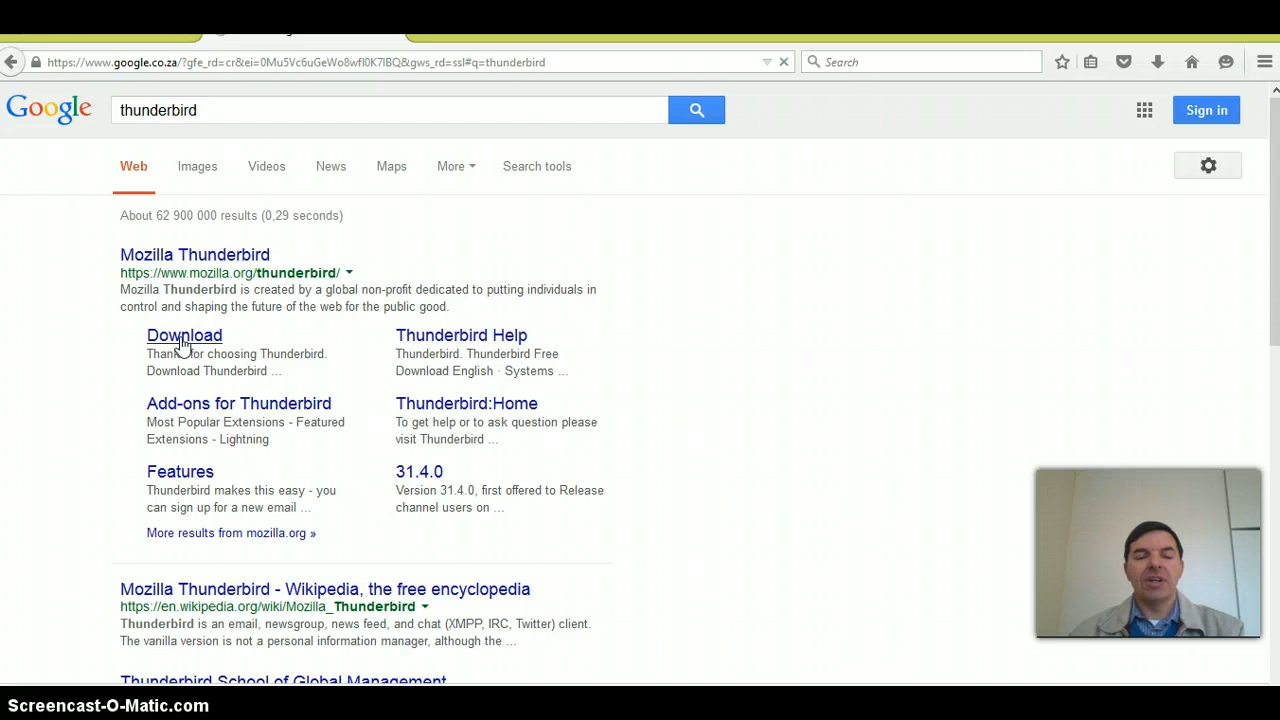 https://www.google.co.za/?gfe_rd=cr&ei=0Mu5Vc6uGeWo8wfI0K7IBQ&gws_rd=ssl#q=thunderbird
Search
Google
thunderbird
Sign in
Web Images Videos News Maps More Search tools
About 62 900 000 results (0,29 seconds)
Mozilla Thunderbird
https://www.mozilla.org/thunderbird/
Mozilla Thunderbird is created by a global non-profit dedicated to putting individuals in
control and shaping the future of the web for the public good.
Download
for choosing Thunderbird.
Download Thunderbird ...
Thunderbird Help
Thunderbird. Thunderbird Free
Download English · Systems ...
Add-ons for Thunderbird
Most Popular Extensions - Featured
Extensions - Lightning
Thunderbird:Home
To get help or to ask question please
visit Thunderbird ...
Features
Thunderbird makes this easy - you
can sign up for a new email ...
31.4.0
Version 31.4.0, first offered to Release
channel users on ...
More results from mozilla.org »
Mozilla Thunderbird - Wikipedia, the free encyclopedia
https://en.wikipedia.org/wiki/Mozilla_Thunderbird
Thunderbird is an email, newsgroup, news feed, and chat (XMPP, IRC, Twitter) client.
The vanilla version is not a personal information manager, although the ...
Thunderbird School of Global Management
Screencast-O-Matic.com